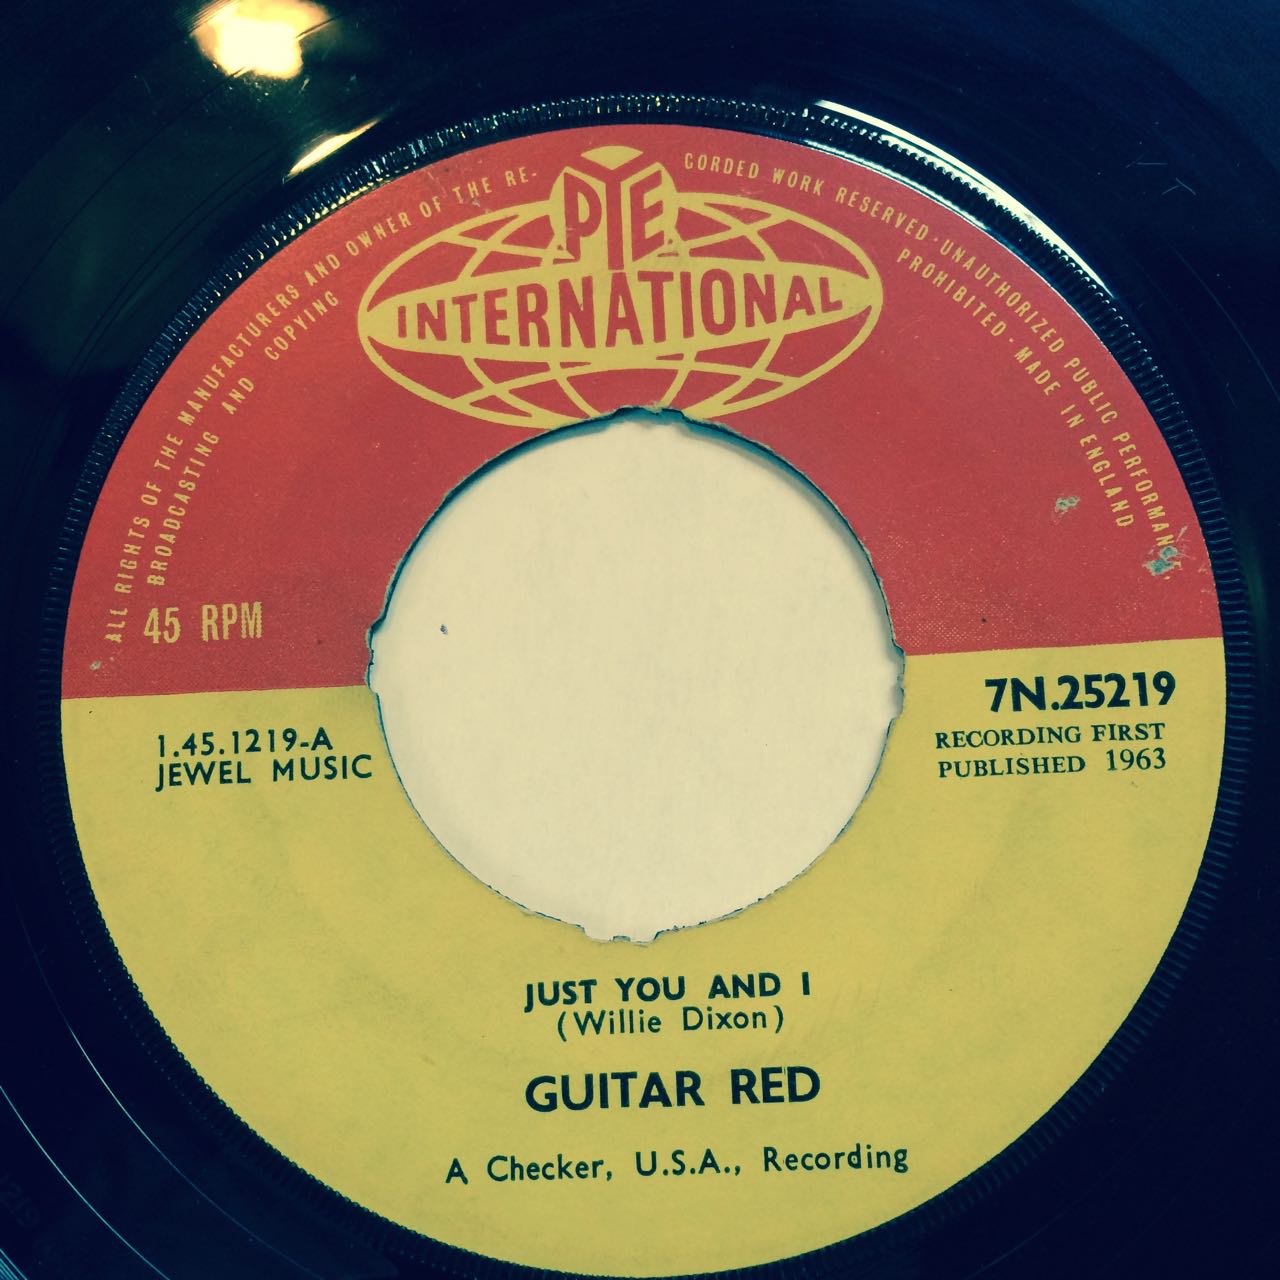 ALL RIGHTS OF THE MANUFACTURERS AND OWNER OF THE RE-
CORDED WORK RESERVED · UNAUTHORIZED PUBLIC PERFORMAN
BROADCASTING AND COPYING
PROHIBITED · MADE IN ENGLAND
PYE
INTERNATIONAL
45 RPM
7N.25219
1.45.1219-A
JEWEL MUSIC
RECORDING FIRST
PUBLISHED 1963
JUST YOU AND I
(Willie Dixon)
GUITAR RED
A Checker, U.S.A., Recording